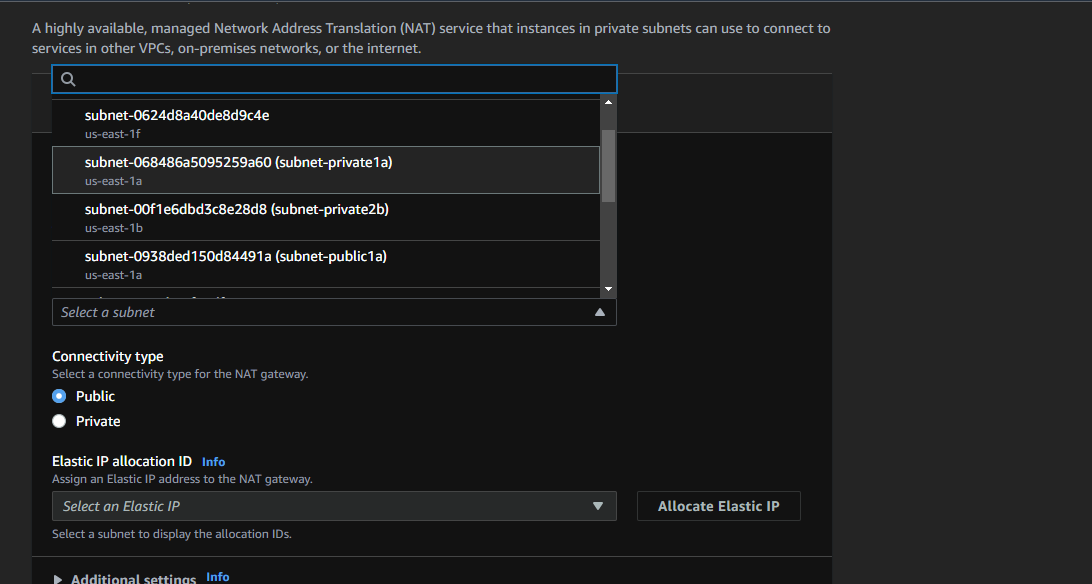 A highly available, managed Network Address Translation (NAT) service that instances in private subnets can use to connect to
services in other VPCs, on-premises networks, or the internet.
subnet-0624d8a40de8d9c4e
us-east-1f
subnet-068486a5095259a60 (subnet-private1a)
us-east-1a
subnet-00f1e6dbd3c8e28d8 (subnet-private2b)
us-east-1b
subnet-0938ded150d84491a (subnet-public1a)
us-east-1a
Select a subnet
Connectivity type
Select a connectivity type for the NAT gateway.
Public
Private
Elastic IP allocation ID Info
Assign an Elastic IP address to the NAT gateway.
Select an Elastic IP
Allocate Elastic IP
Select a subnet to display the allocation IDs.
Additional settings Info